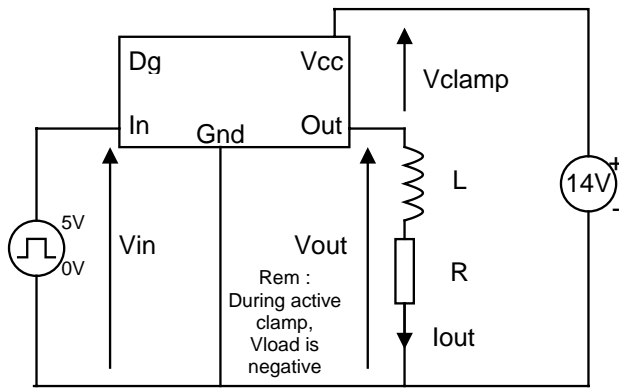 Dg
Vcc
In
Gnd
Out
Vclamp
5V
0V
Vin
Vout
Rem :
During active
clamp,
Vload is
negative
L
R
Iout
14V
+
-